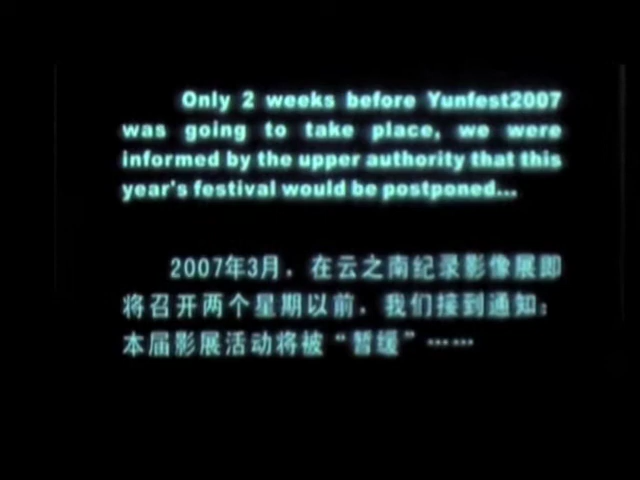 Only 2 weeks before Yunfest2007
was going to take place, we were
informed by the upper authority that this
year's festival would be postponed...
2007年3月，在云之南纪录影像展即
将召开两个星期以前，我们接到通知：
本届影展活动将被“暂缓”……